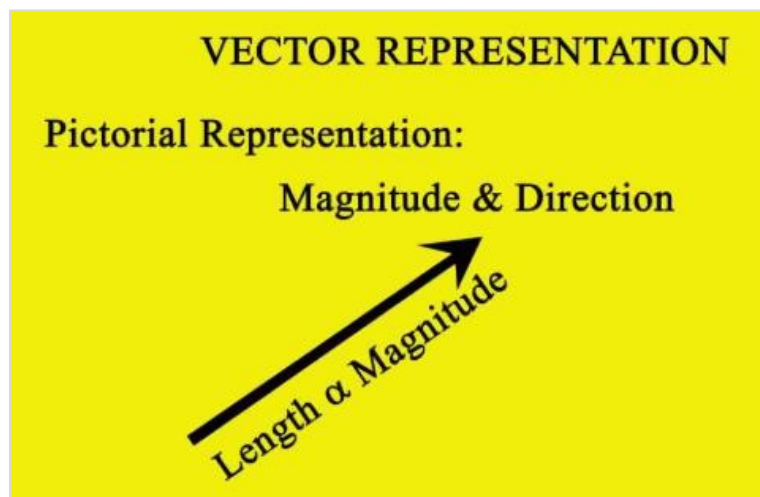 VECTOR REPRESENTATION
Pictorial Representation:
Magnitude & Direction
Length α Magnitude